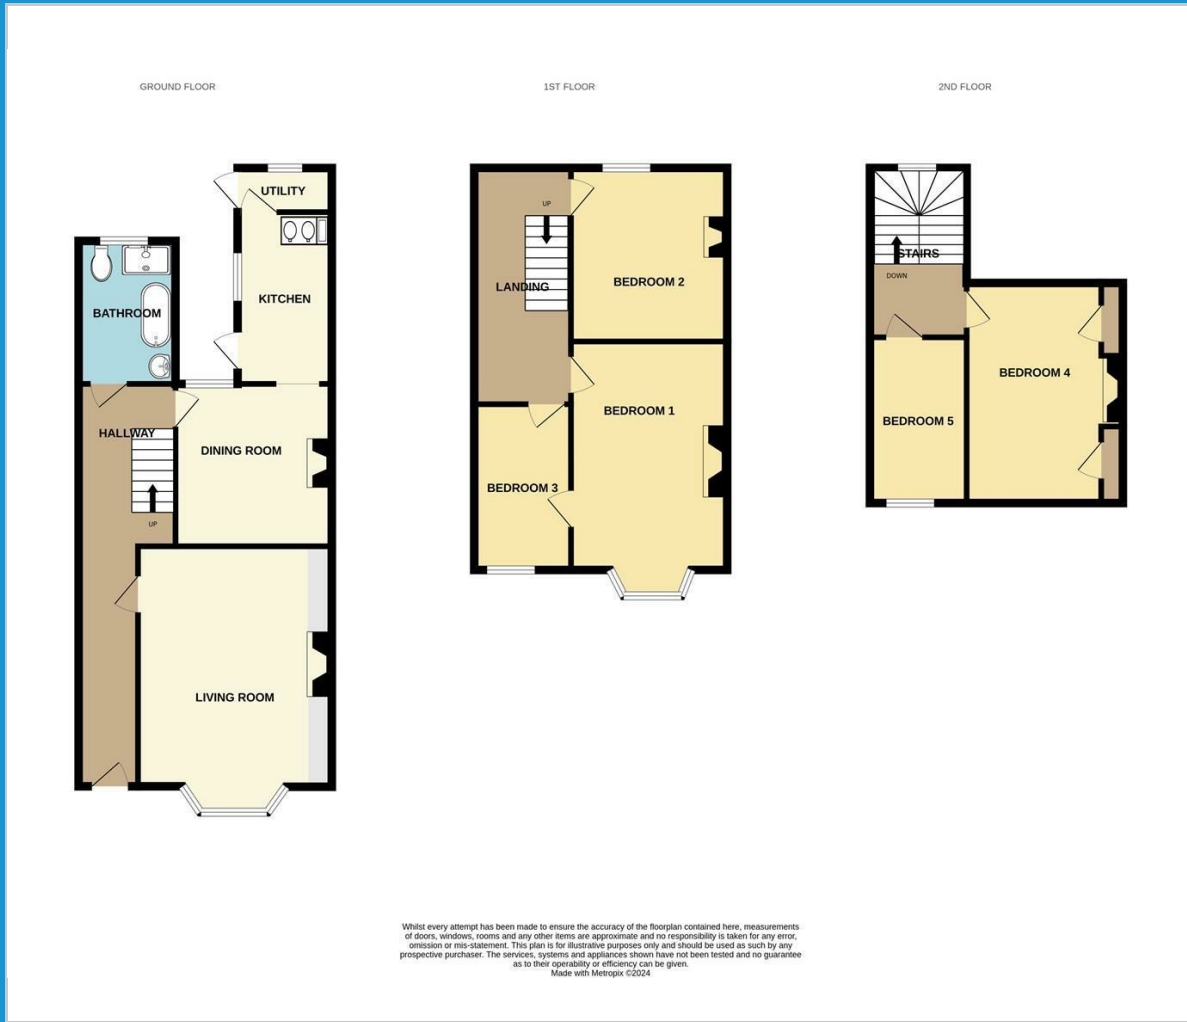 GROUND FLOOR
UTILITY
KITCHEN
BATHROOM
HALLWAY
DINING ROOM
UP
LIVING ROOM
1ST FLOOR
UP
LANDING
BEDROOM 2
BEDROOM 1
BEDROOM 3
2ND FLOOR
STAIRS
DOWN
BEDROOM 4
BEDROOM 5
Whilst every attempt has been made to ensure the accuracy of the floorplan contained here, measurements
of doors, windows, rooms and any other items are approximate and no responsibility is taken for any error,
omission or mis-statement. This plan is for illustrative purposes only and should be used as such by any
prospective purchaser. The services, systems and appliances shown have not been tested and no guarantee
as to their operability or efficiency can be given.
Made with Metropix ©2024